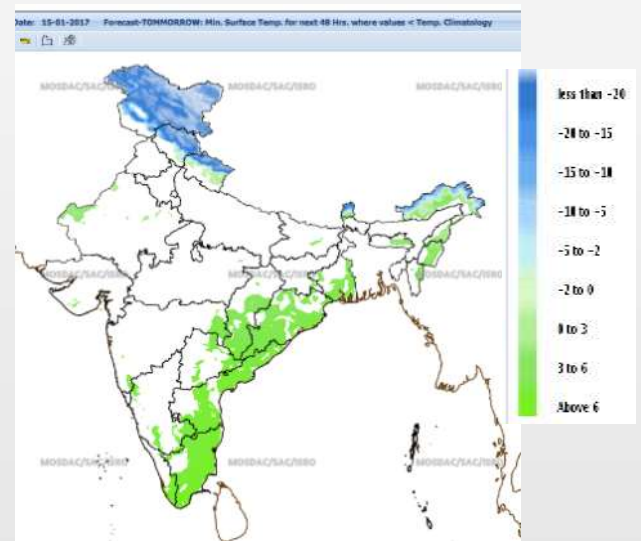 Date: 15-01-2017 Forecast-TOMMORROW: Min. Surface Temp. for next 48 Hrs. where values < Temp. Climatology
MOSDAC/SAC/ISRO MOSDAC/SAC/ISRO MOSDAC/SAC/ISRO
MOSDAC/SAC/ISRO MOSDAC/SAC/ISRO MOSDAC/SAC/ISRO
MOSDAC/SAC/ISRO MOSDAC/SAC/ISRO MOSDAC/SAC/ISRO
less than -20
-20 to -15
-15 to -10
-10 to -5
-5 to -2
-2 to 0
0 to 3
3 to 6
Above 6